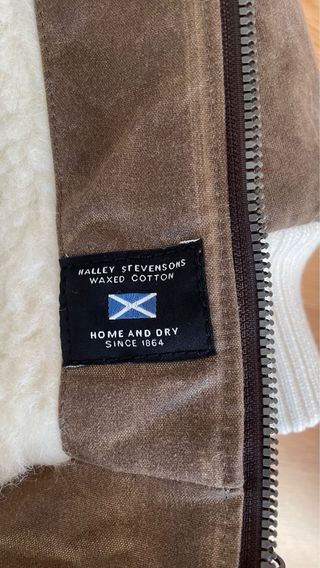 HALLEY STEVENSONS
WAXED COTTON
HOME AND DRY
SINCE 1864